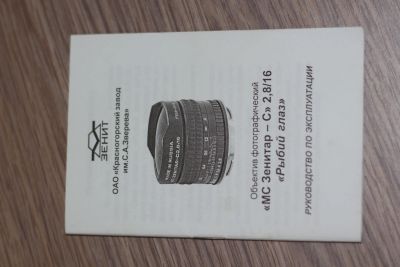 ЗЕНИТ
ОАО «Красногорский завод
им.С.А.Зверева»
Объектив фотографический
«МС Зенитар – С» 2,8/16
«Рыбий глаз»
РУКОВОДСТВО ПО ЭКСПЛУАТАЦИИ